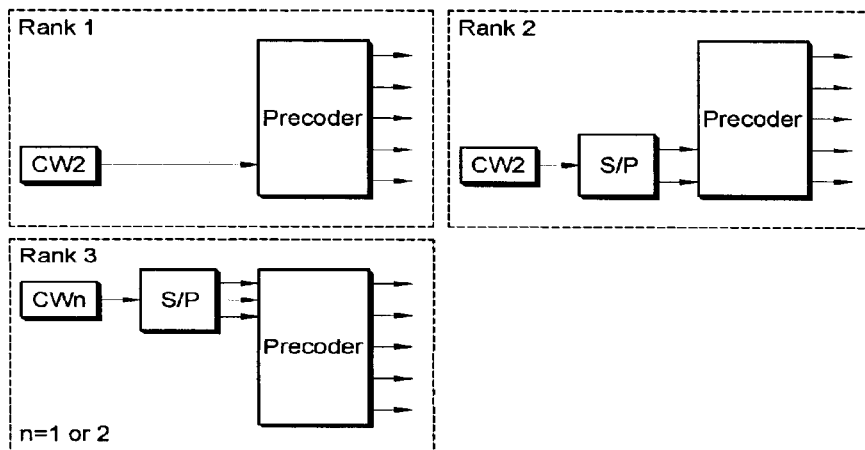 Rank 1
Precoder
CW2
Rank 2
Precoder
CW2
S/P
Rank 3
CWn
S/P
Precoder
n=1 or 2